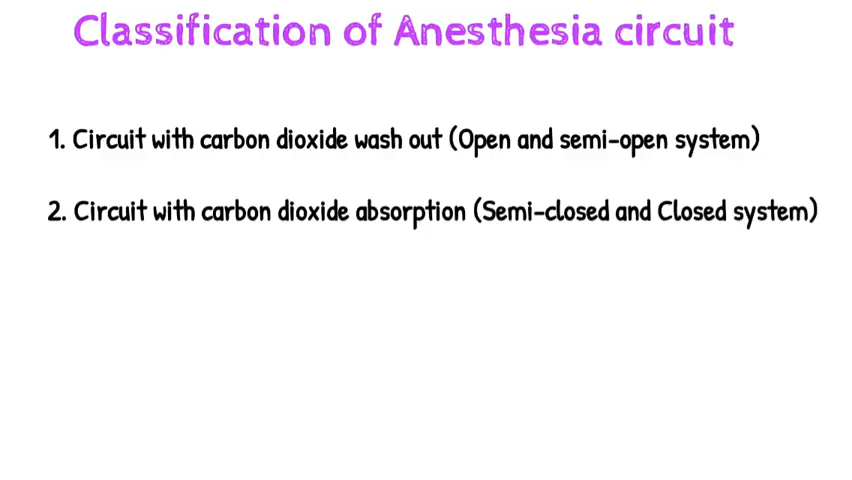 Classification of Anesthesia circuit
1. Circuit with carbon dioxide wash out (Open and semi-open system)
2. Circuit with carbon dioxide absorption (Semi-closed and Closed system)